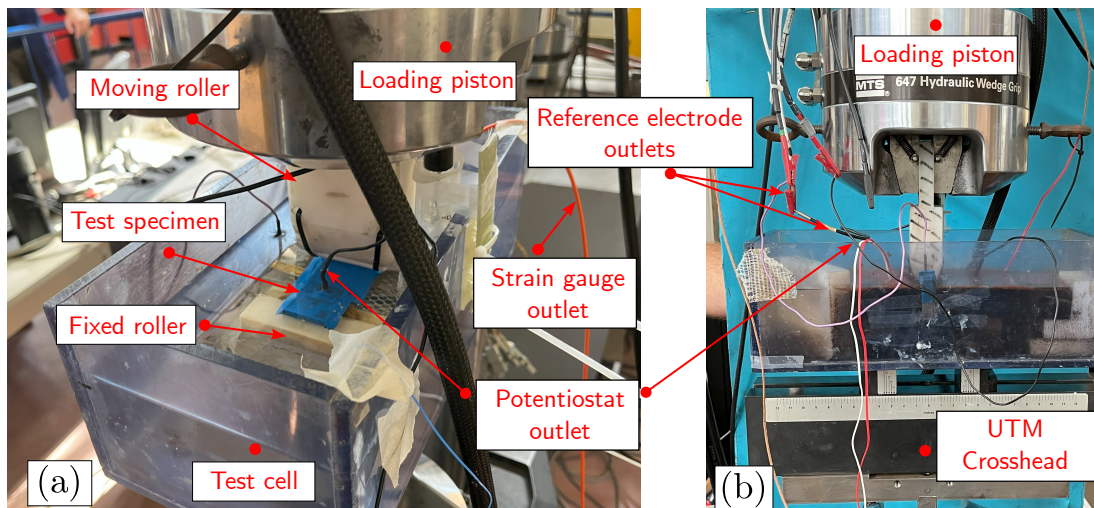 Moving roller
Loading piston
Test specimen
Fixed roller
Strain gauge
outlet
Potentiostat
outlet
Test cell
(a)
Reference electrode
outlets
Loading piston
MTS
® 647 Hydraulic Wedge Grip
UTM
Crosshead
(b)